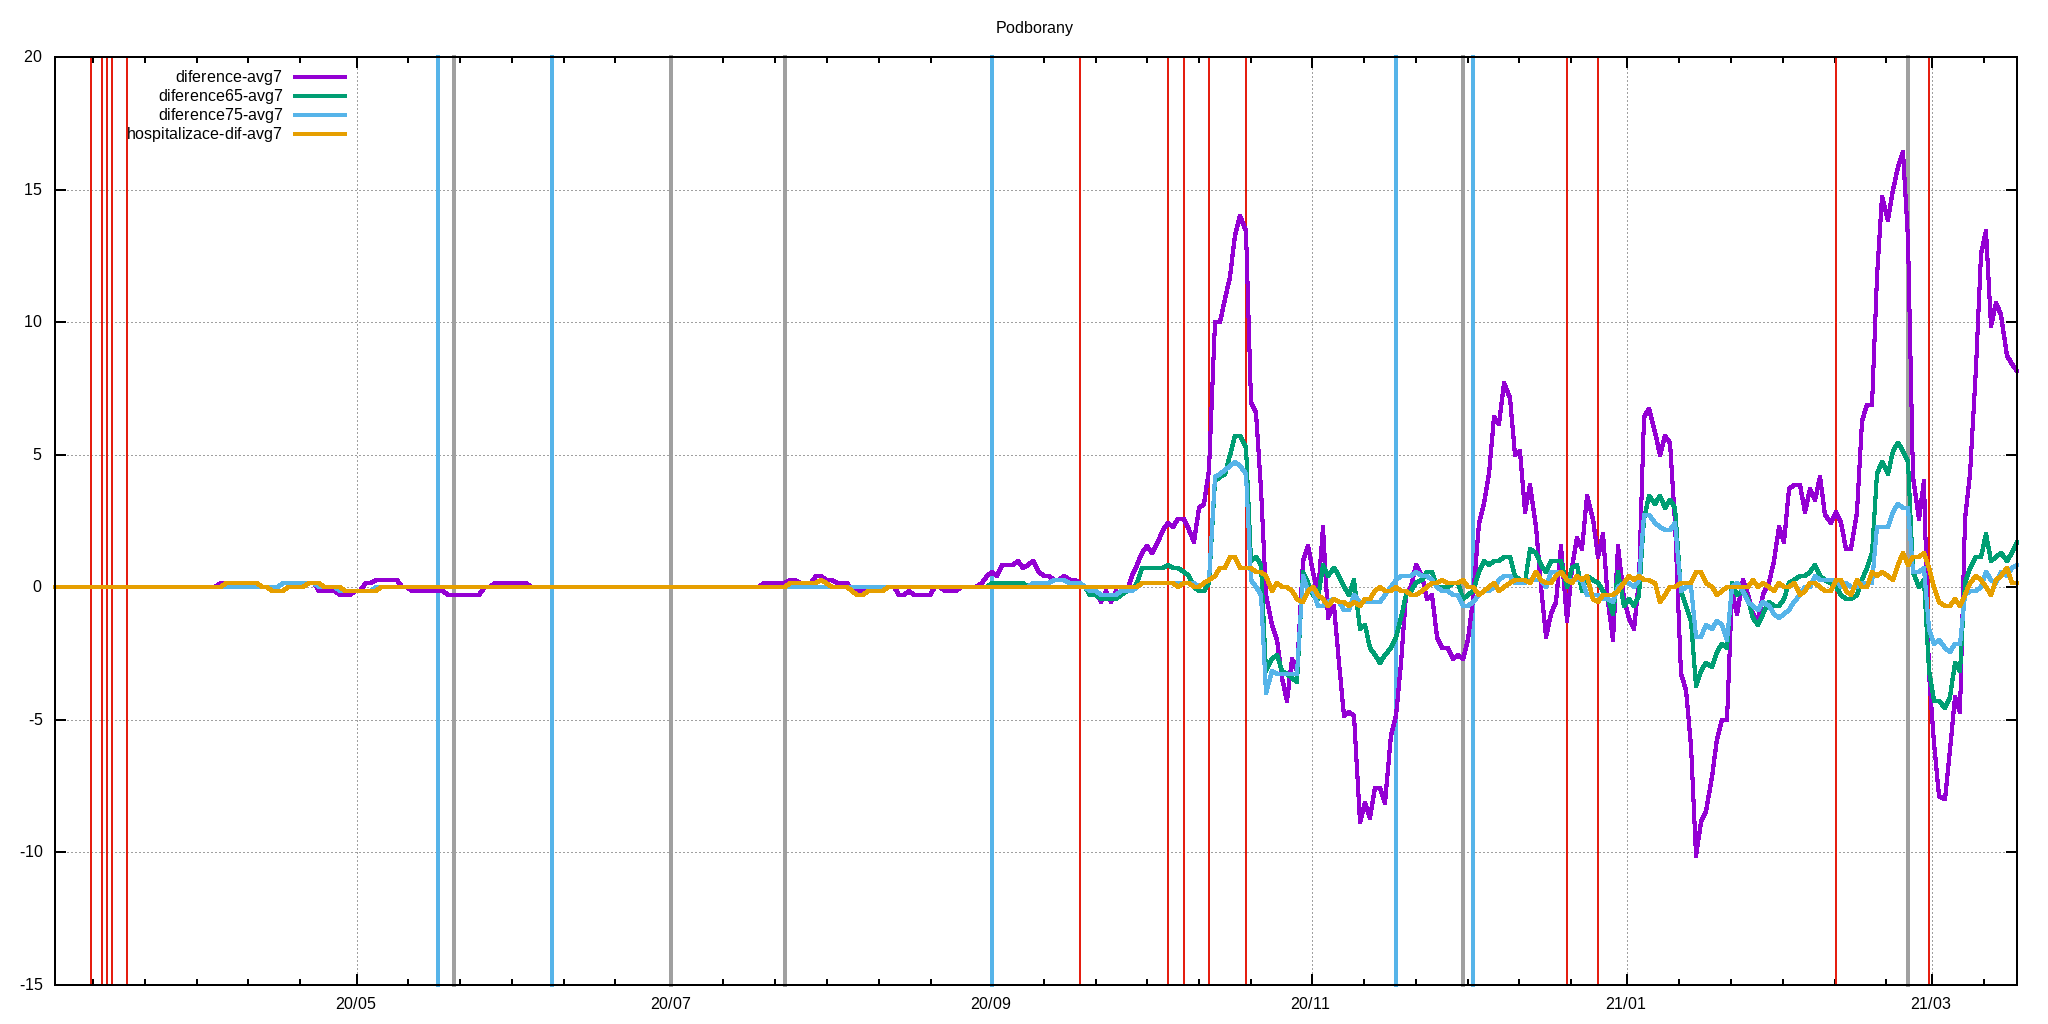 Podborany
20
diference-avg7
diference65-avg7
diference75-avg7
hospitalizace-dif-avg7
15
10
5
0
-5
-10
-15
20/05
20/07
20/09
20/11
21/01
21/03